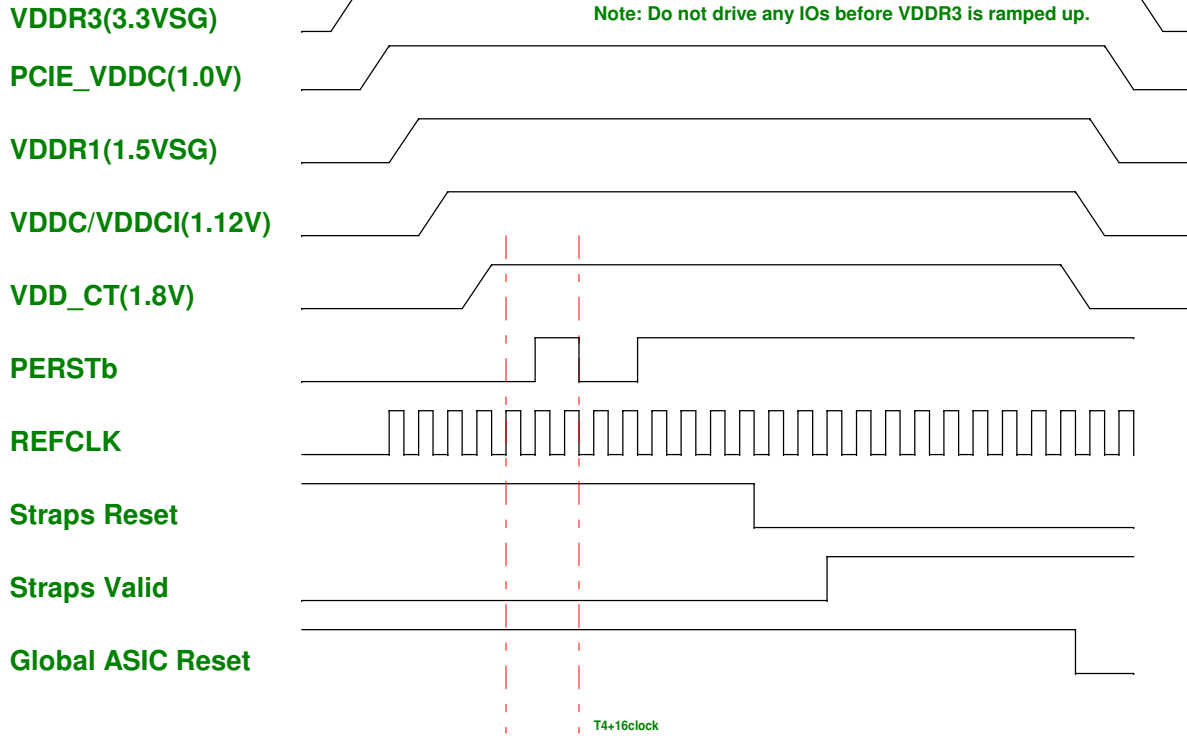 VDDR3(3.3VSG)
Note: Do not drive any IOs before VDDR3 is ramped up.
PCIE_VDDC(1.0V)
VDDR1(1.5VSG)
VDDC/VDDCI(1.12V)
VDD_CT(1.8V)
PERSTb
REFCLK
Straps Reset
Straps Valid
Global ASIC Reset
T4+16clock